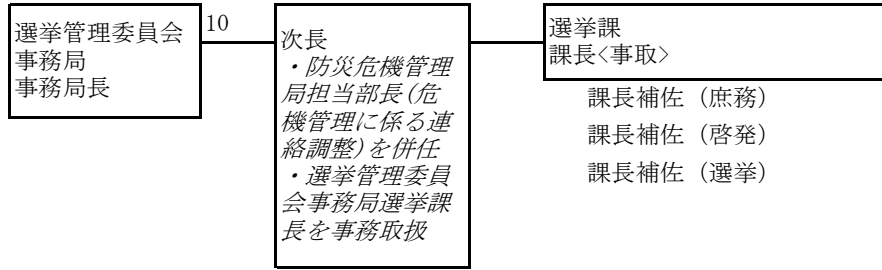 選挙管理委員会
事務局
事務局長
10
次長
・防災危機管理
局担当部長(危
機管理に係る連
絡調整)を併任
・選挙管理委員
会事務局選挙課
長を事務取扱
選挙課
課長<事取>
課長補佐（庶務）
課長補佐（啓発）
課長補佐（選挙）